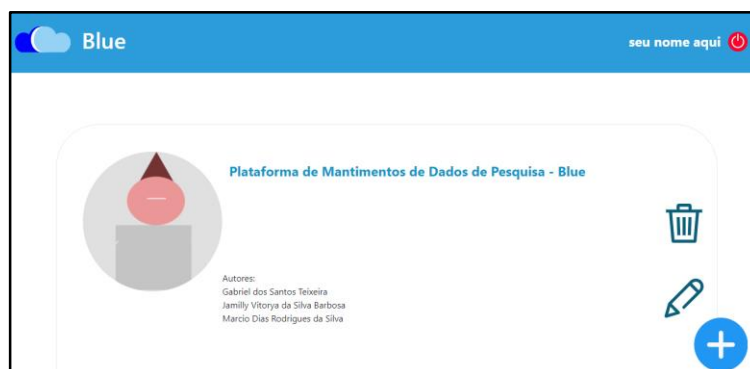 Blue
seu nome aqui
Plataforma de Mantimentos de Dados de Pesquisa - Blue
Autores:
Gabriel dos Santos Teixeira
Jamilly Vitorya da Silva Barbosa
Marcio Dias Rodrigues da Silva